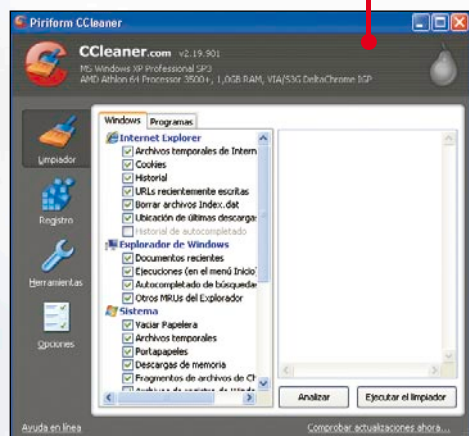 Piriform CCleaner
CCleaner.com v2.19.901
MS Windows XP Professional SP3
AMD Athlon 64 Processor 3500+, 1,0GB RAM, VIA/S3G DeltaChrome IGP
Limpiador
Registro
Herramientas
Opciones
Windows Programas
Internet Explorer
Archivos temporales de Intern
Cookies
Historial
URLs recientemente escritas
Borrar archivos Index.dat
Ubicación de últimas descargas
Historial de autocompletado
Explorador de Windows
Documentos recientes
Ejecuciones (en el menú Inicio)
Autocompletado de búsquedas
Otros MRUs del Explorador
Sistema
Vaciar Papelera
Archivos temporales
Portapapeles
Descargas de memoria
Fragmentos de archivos de Ch
Analizar Ejecutar el limpiador
Ayuda en línea Comprobar actualizaciones ahora...